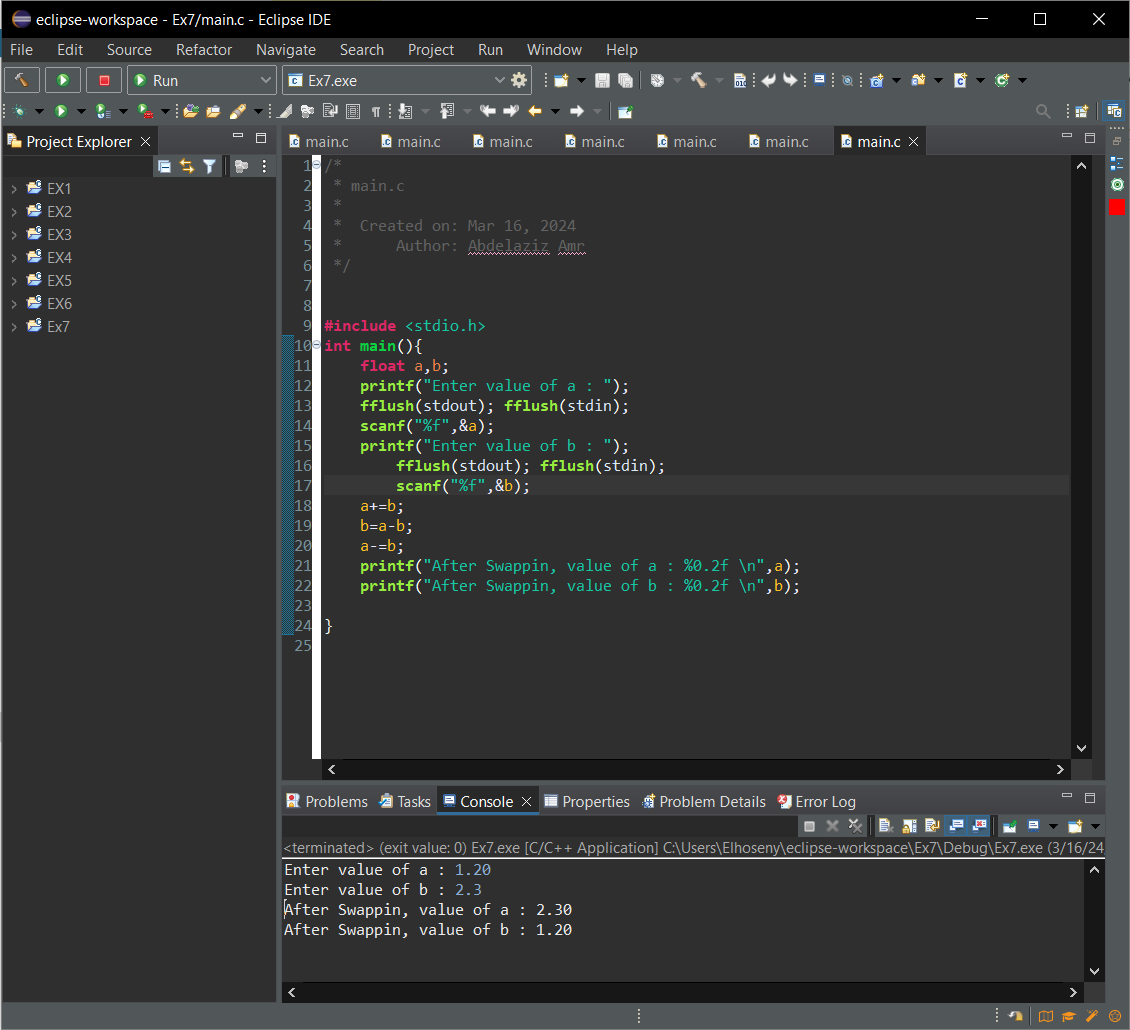 eclipse-workspace - Ex7/main.c - Eclipse IDE
File Edit Source Refactor Navigate Search Project Run Window Help
Run
Ex7.exe
Project Explorer
main.c main.c main.c main.c main.c main.c main.c
EX1
EX2
EX3
EX4
EX5
EX6
Ex7
1 /*
2 * main.c
3 *
4 * Created on: Mar 16, 2024
5 * Author: Abdelaziz Amr
6 */
7
8
9 #include <stdio.h>
10 int main(){
11 float a,b;
12 printf("Enter value of a : ");
13 fflush(stdout); fflush(stdin);
14 scanf("%f",&a);
15 printf("Enter value of b : ");
16 fflush(stdout); fflush(stdin);
17 scanf("%f",&b);
18 a+=b;
19 b=a-b;
20 a-=b;
21 printf("After Swappin, value of a : %0.2f \n",a);
22 printf("After Swappin, value of b : %0.2f \n",b);
23
24 }
25
Problems Tasks Console Properties Problem Details Error Log
<terminated> (exit value: 0) Ex7.exe [C/C++ Application] C:\Users\Elhoseny\eclipse-workspace\Ex7\Debug\Ex7.exe (3/16/24
Enter value of a : 1.20
Enter value of b : 2.3
After Swappin, value of a : 2.30
After Swappin, value of b : 1.20